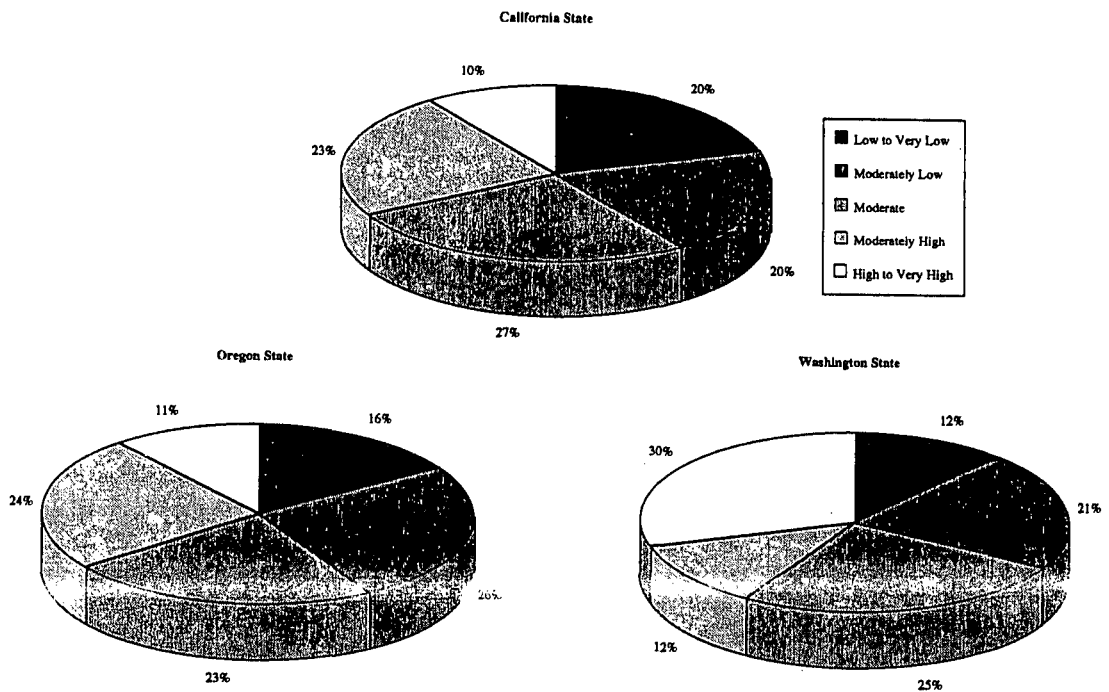 California State
10%
20%
23%
20%
27%
Low to Very Low
Moderately Low
Moderate
Moderately High
High to Very High
Oregon State
11%
16%
24%
26%
23%
Washington State
12%
30%
21%
12%
25%